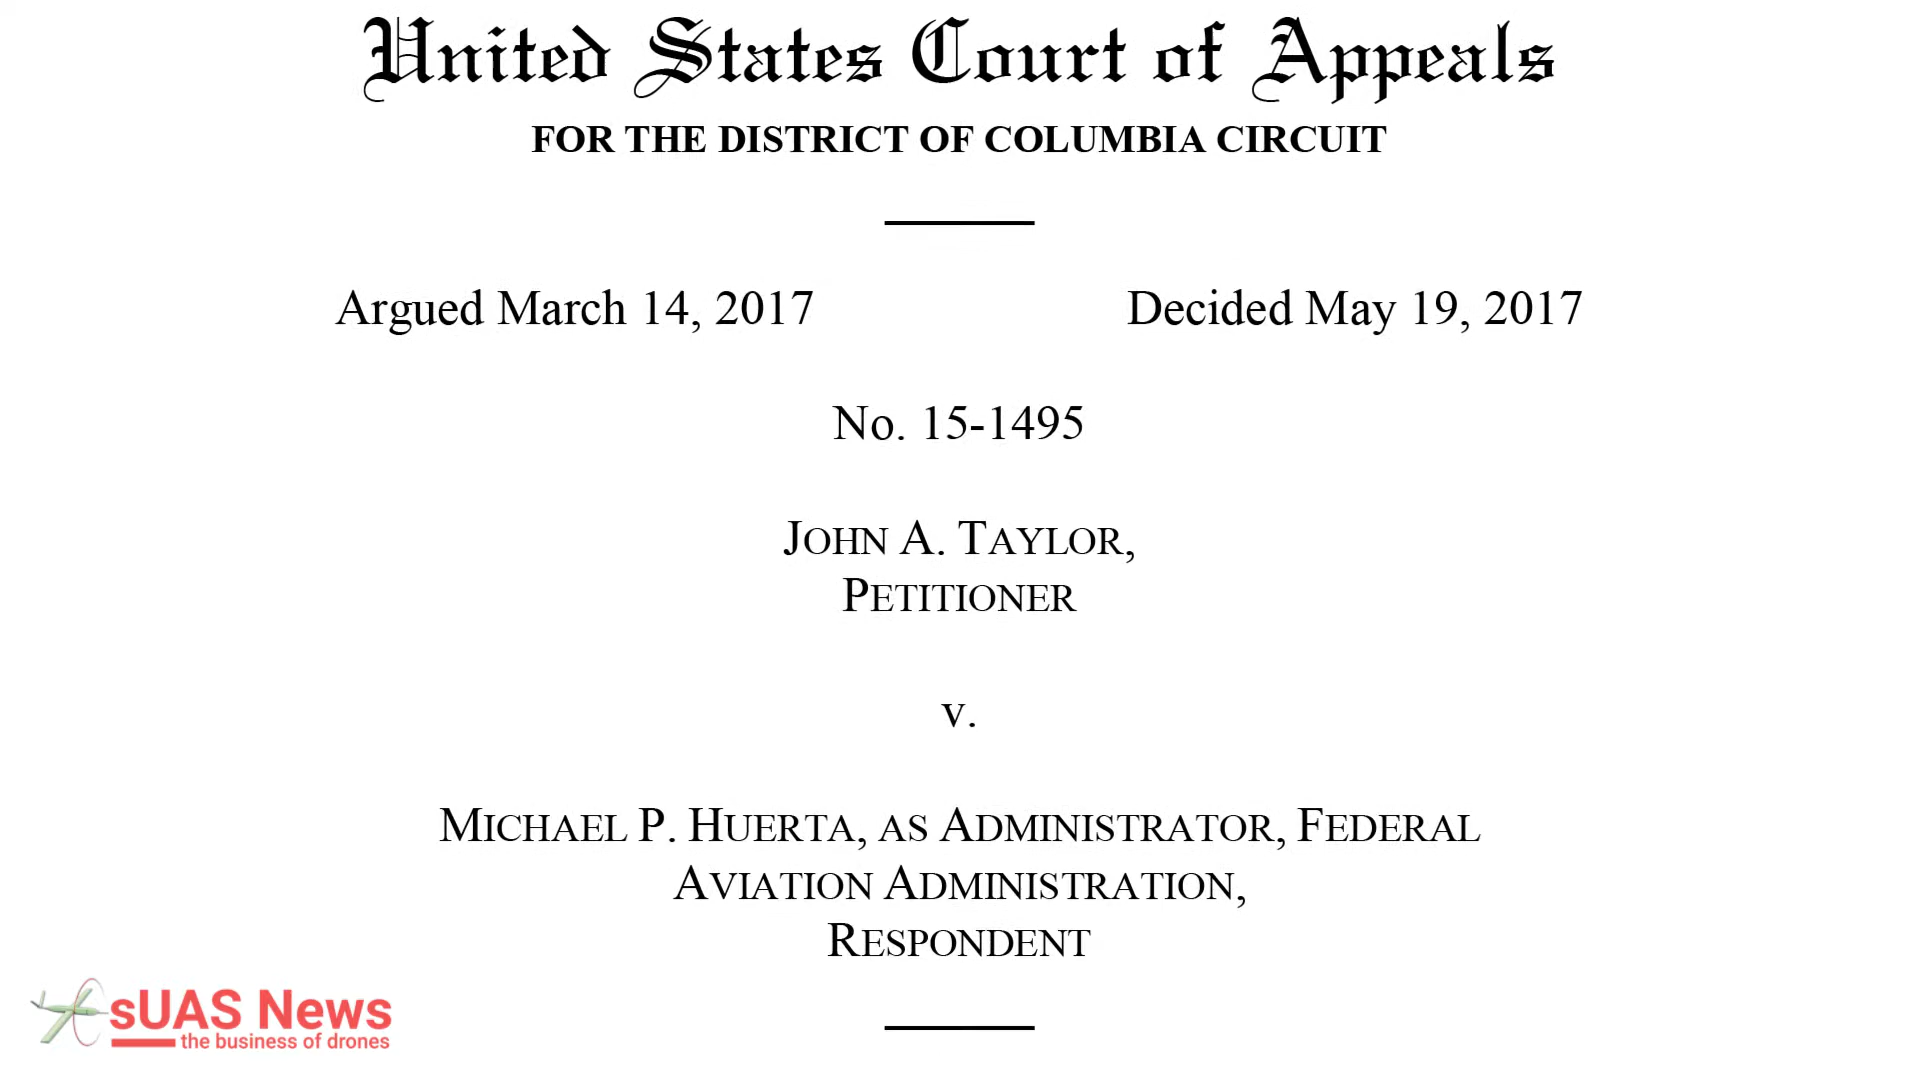 United States Court of Appeals
FOR THE DISTRICT OF COLUMBIA CIRCUIT
Argued March 14, 2017 Decided May 19, 2017
No. 15-1495
JOHN A. TAYLOR,
PETITIONER
v.
MICHAEL P. HUERTA, AS ADMINISTRATOR, FEDERAL
AVIATION ADMINISTRATION,
RESPONDENT
sUAS News
the business of drones